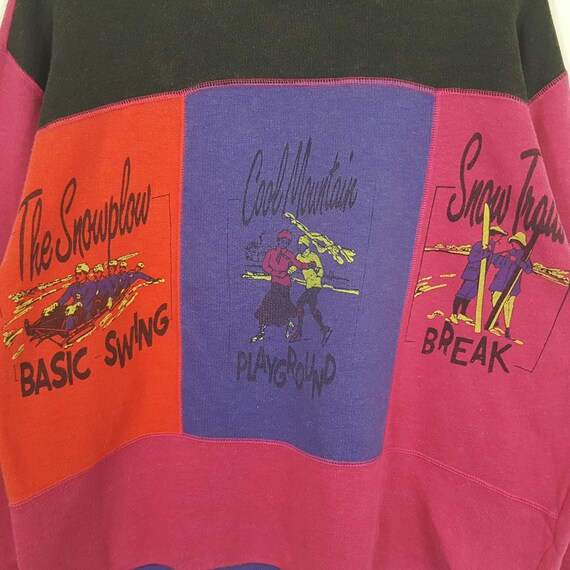 The Snowplow
BASIC SWING
Cool Mountain
PLAYGROUND
Snow
BREAK